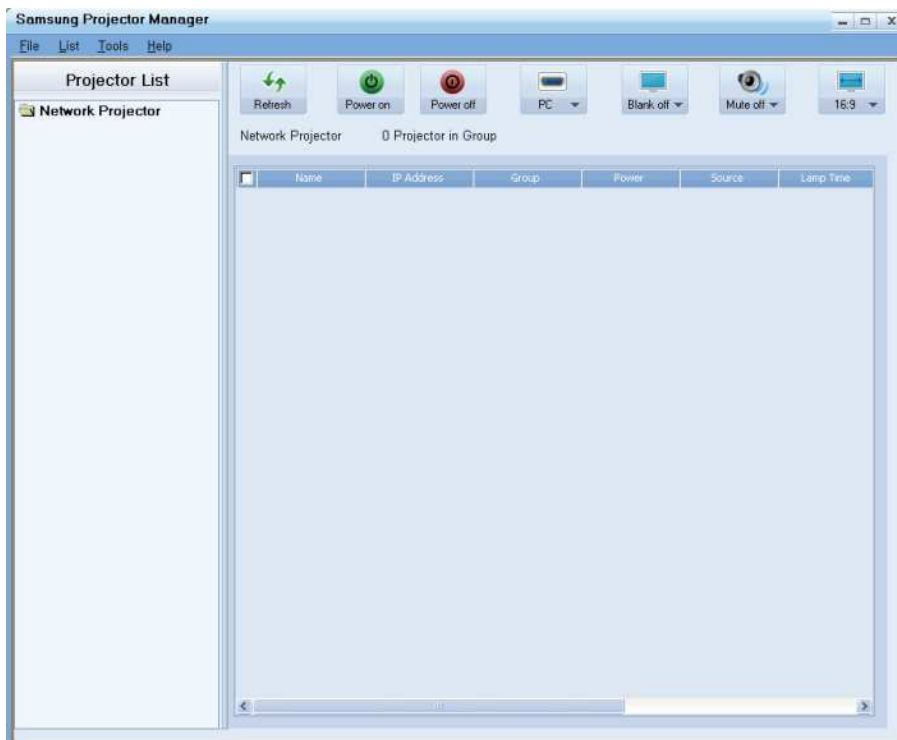 Samsung Projector Manager
File List Tools Help
Projector List
Network Projector
Refresh Power on Power off PC Blank off Mute off 16:9
Network Projector 0 Projector in Group
Name IP Address Group Power Source Lamp Time